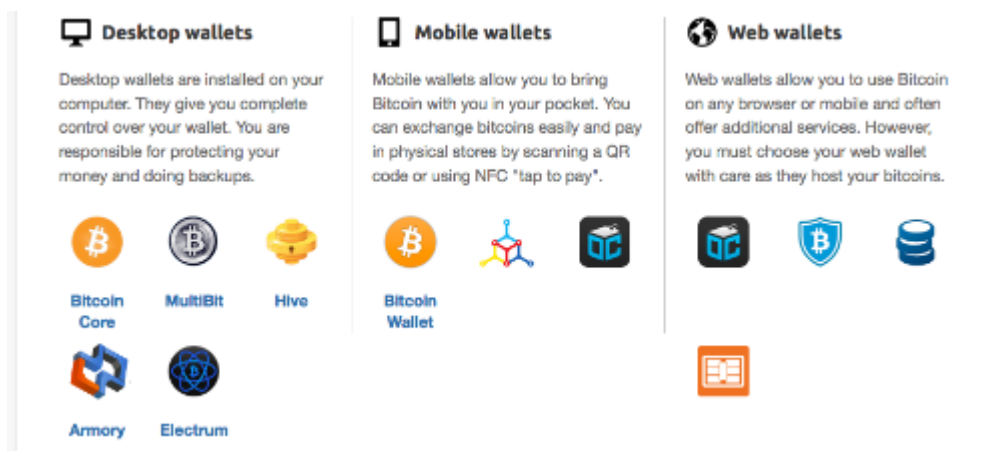 Desktop wallets
Desktop wallets are installed on your
computer. They give you complete
control over your wallet. You are
responsible for protecting your
money and doing backups.
Bitcoin
Core
MultiBit
Hive
Armory
Electrum
Mobile wallets
Mobile wallets allow you to bring
Bitcoin with you in your pocket. You
can exchange bitcoins easily and pay
in physical stores by scanning a QR
code or using NFC "tap to pay".
Bitcoin
Wallet
Web wallets
Web wallets allow you to use Bitcoin
on any browser or mobile and often
offer additional services. However,
you must choose your web wallet
with care as they host your bitcoins.